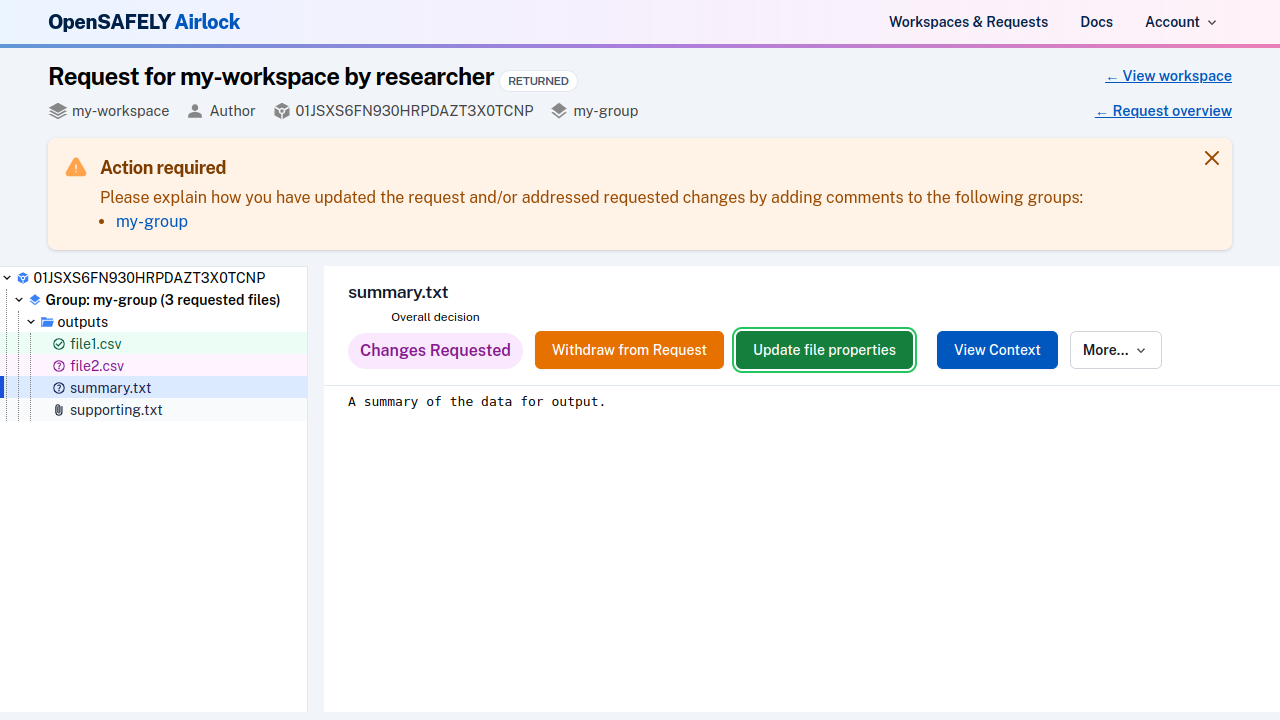 OpenSAFELY Airlock
Workspaces & Requests
Docs
Account
Request for my-workspace by researcher
RETURNED
← View workspace
my-workspace
Author
01JSXS6FN930HRPDAZT3X0TCNP
my-group
← Request overview
Action required
Please explain how you have updated the request and/or addressed requested changes by adding comments to the following groups:
• my-group
01JSXS6FN930HRPDAZT3X0TCNP
Group: my-group (3 requested files)
outputs
file1.csv
file2.csv
summary.txt
supporting.txt
summary.txt
Overall decision
Changes Requested
Withdraw from Request
Update file properties
View Context
More...
A summary of the data for output.